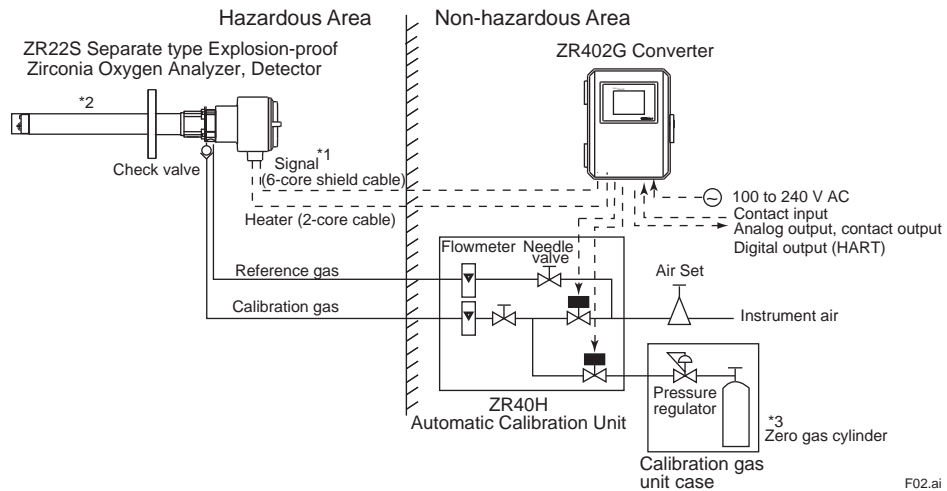 Hazardous Area
Non-hazardous Area
ZR22S Separate type Explosion-proof
Zirconia Oxygen Analyzer, Detector
ZR402G Converter
*2
Check valve
Signal*1
(6-core shield cable)
Heater (2-core cable)
~ 100 to 240 V AC
Contact input
Analog output, contact output
Digital output (HART)
Flowmeter
Needle
valve
Reference gas
Calibration gas
Air Set
Instrument air
ZR40H
Automatic Calibration Unit
Pressure
regulator
*3
Zero gas cylinder
Calibration gas
unit case
F02.ai